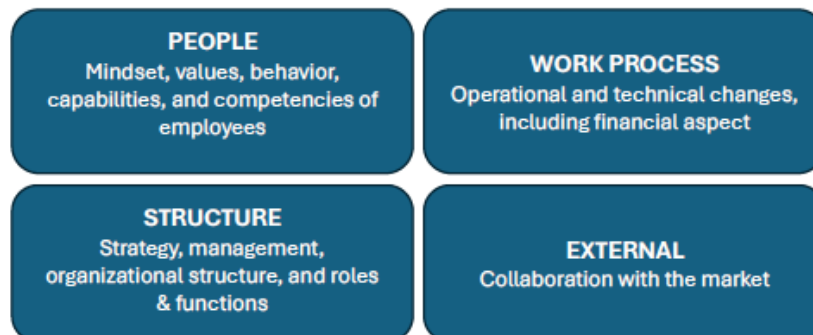 PEOPLE
Mindset, values, behavior,
capabilities, and competencies of
employees
WORK PROCESS
Operational and technical changes,
including financial aspect
STRUCTURE
Strategy, management,
organizational structure, and roles
& functions
EXTERNAL
Collaboration with the market